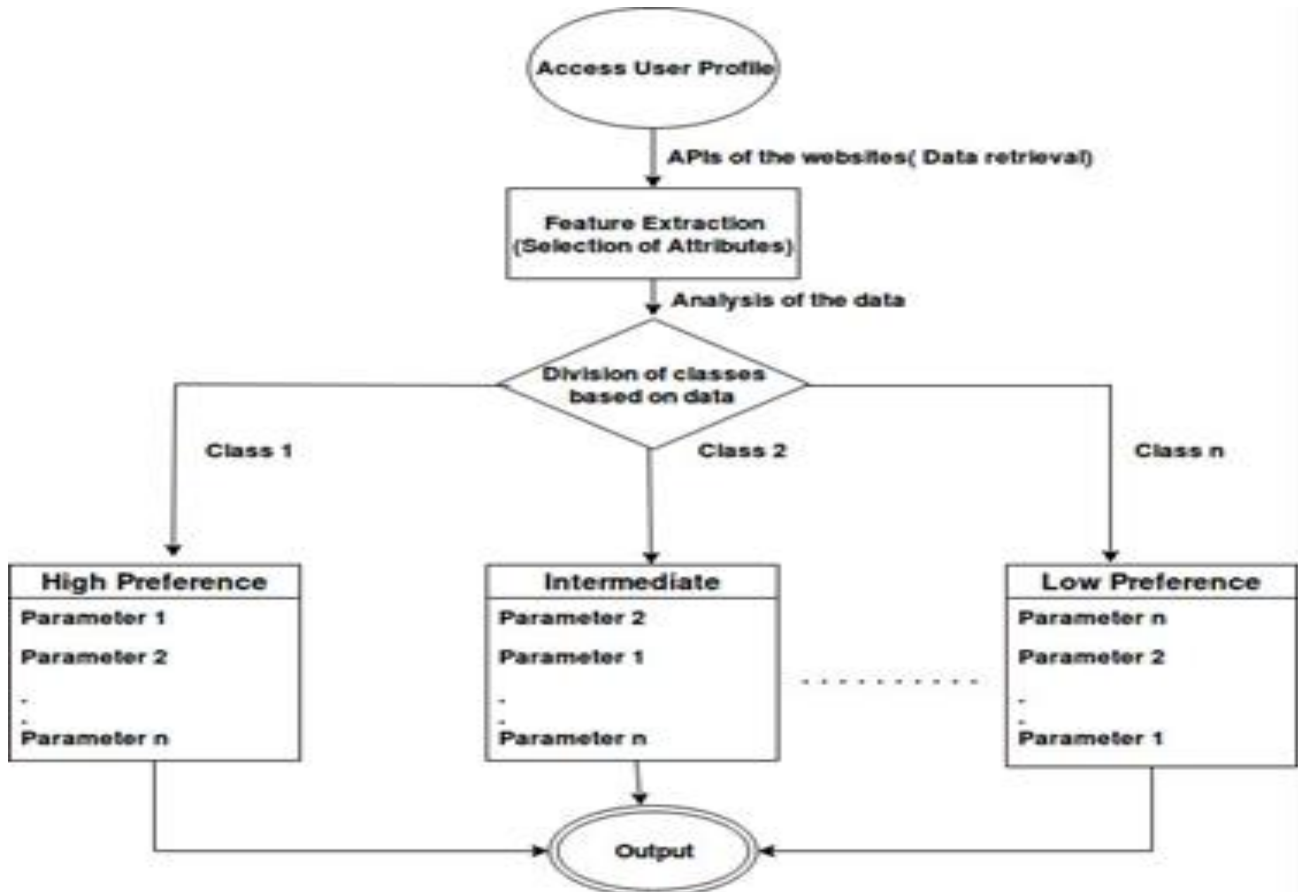 Access User Profile
APIs of the websites( Data retrieval)
Feature Extraction
(Selection of Attributes)
Analysis of the data
Division of classes
based on data
Class 1
Class 2
Class n
High Preference
Parameter 1
Parameter 2
.
.
Parameter n
Intermediate
Parameter 2
Parameter 1
.
.
Parameter n
. . . . . . . . . .
Low Preference
Parameter n
Parameter 2
.
.
Parameter 1
Output